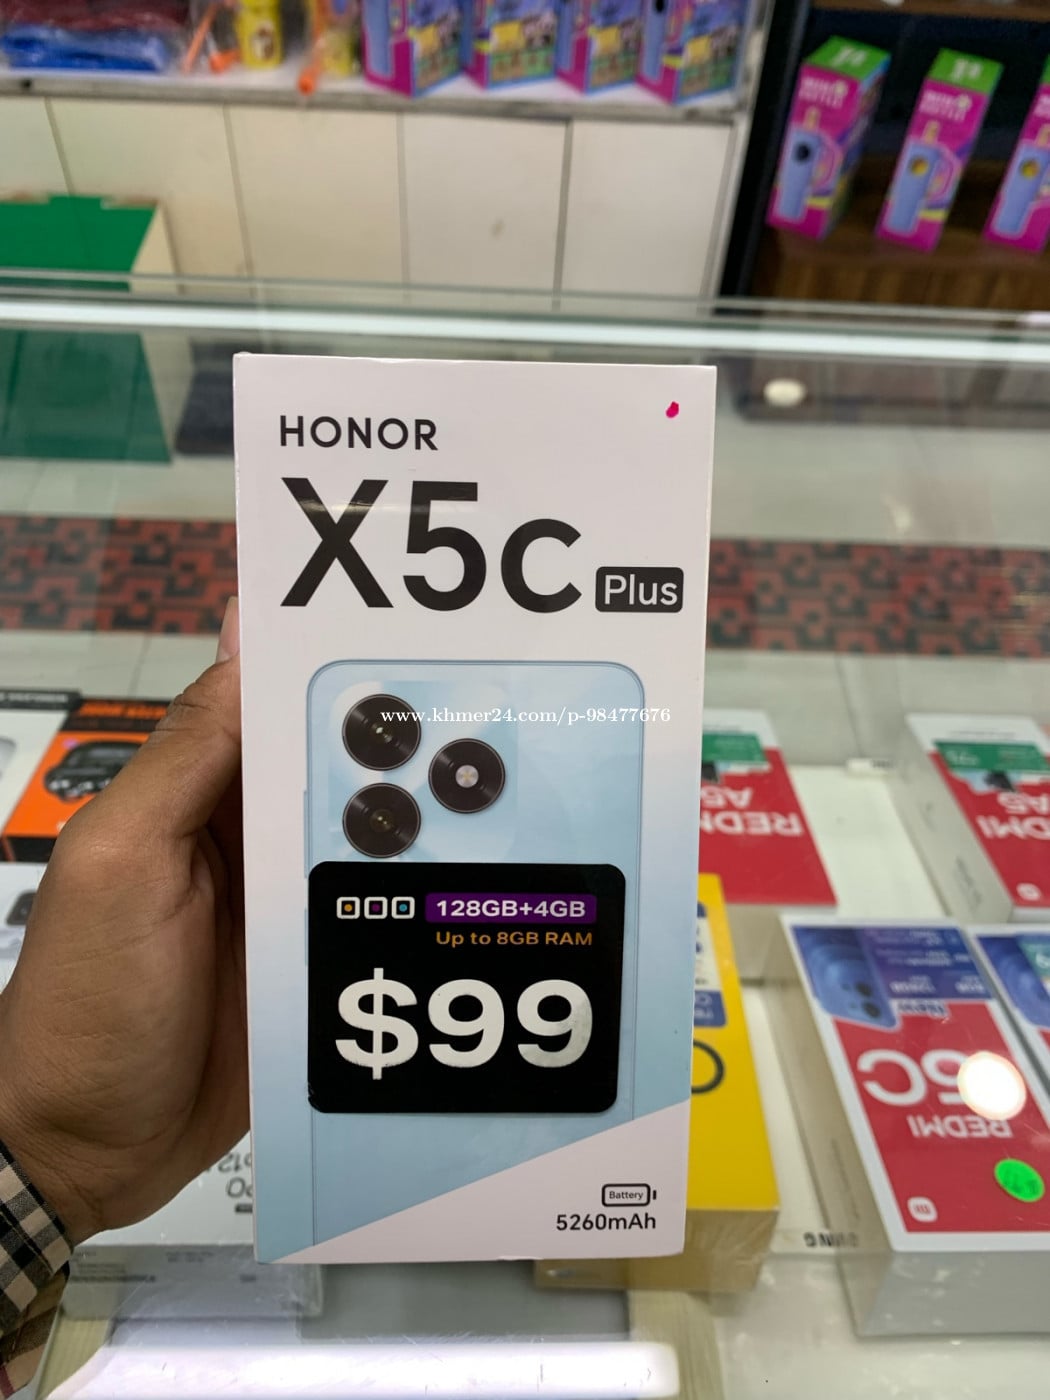 HONOR
X5c Plus
www.khmer24.com/p-98477676
128GB+4GB
Up to 8GB RAM
$99
Battery
5260mAh
REDMI
A5
REDMI
A5
New
REDMI